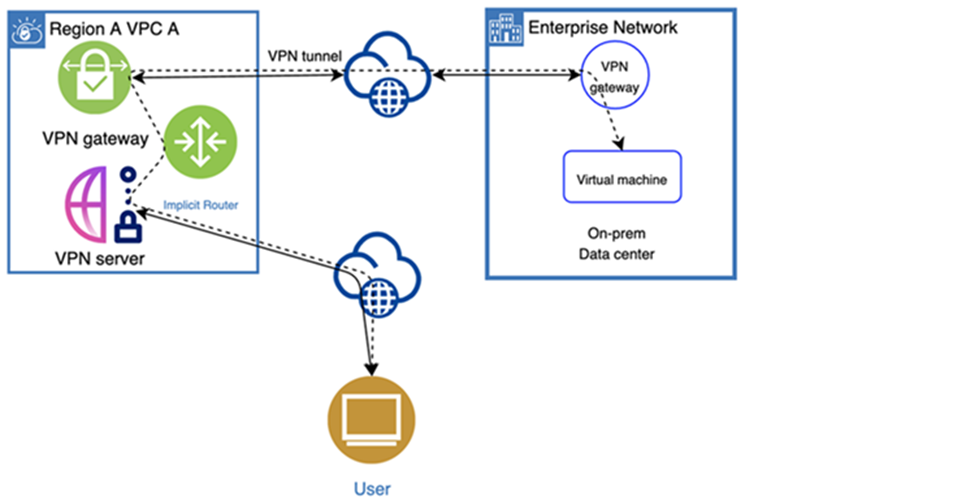 Region A VPC A
VPN tunnel
Enterprise Network
VPN
gateway
VPN gateway
Virtual machine
Implicit Router
VPN server
On-prem
Data center
User